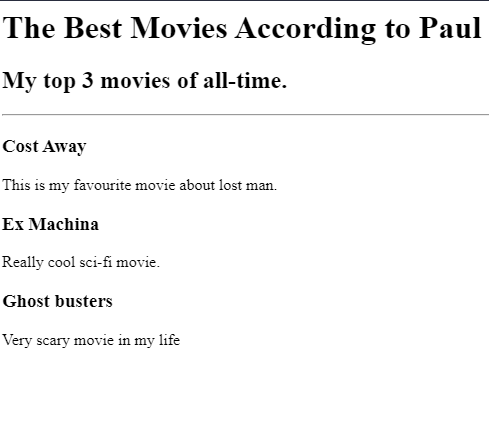 The Best Movies According to Paul
My top 3 movies of all-time.
Cost Away
This is my favourite movie about lost man.
Ex Machina
Really cool sci-fi movie.
Ghost busters
Very scary movie in my life